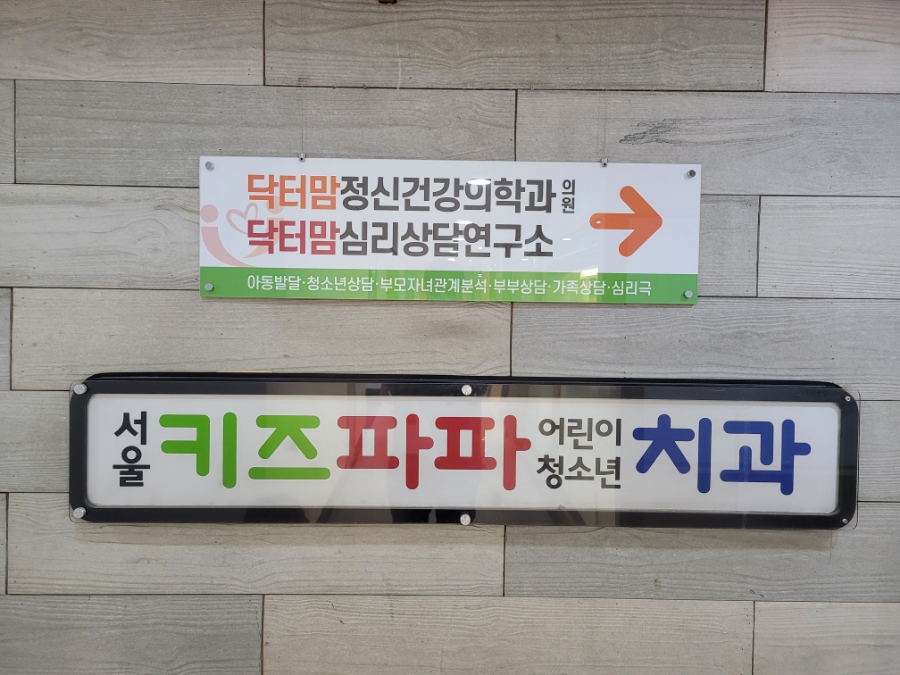 닥터맘정신건강의학과의원
닥터맘심리상담연구소
아동발달·청소년상담·부모자녀관계분석·부부상담·가족상담·심리극
서울 키즈파파 어린이 청소년 치과